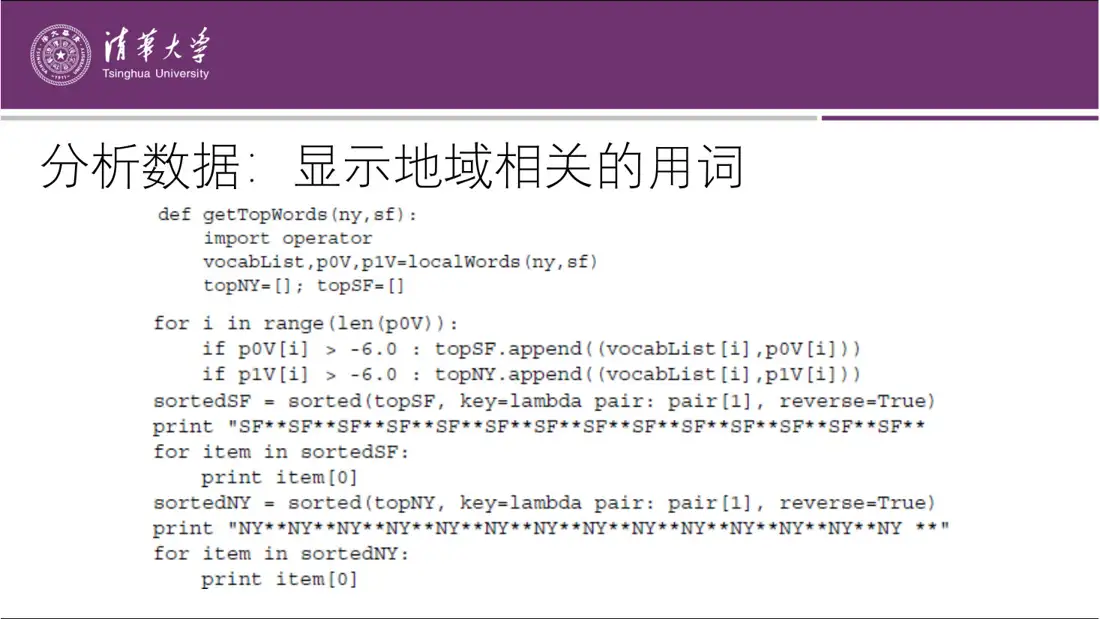 清华大学
Tsinghua University
分析数据：显示地域相关的用词
def getTopWords(ny,sf):
    import operator
    vocabList,p0V,p1V=localWords(ny,sf)
    topNY=[]; topSF=[]
for i in range(len(p0V)):
    if p0V[i] > -6.0 : topSF.append((vocabList[i],p0V[i]))
    if p1V[i] > -6.0 : topNY.append((vocabList[i],p1V[i]))
sortedSF = sorted(topSF, key=lambda pair: pair[1], reverse=True)
print "SF**SF**SF**SF**SF**SF**SF**SF**SF**SF**SF**SF**SF**SF**
for item in sortedSF:
    print item[0]
sortedNY = sorted(topNY, key=lambda pair: pair[1], reverse=True)
print "NY**NY**NY**NY**NY**NY**NY**NY**NY**NY**NY**NY**NY**NY **"
for item in sortedNY:
    print item[0]